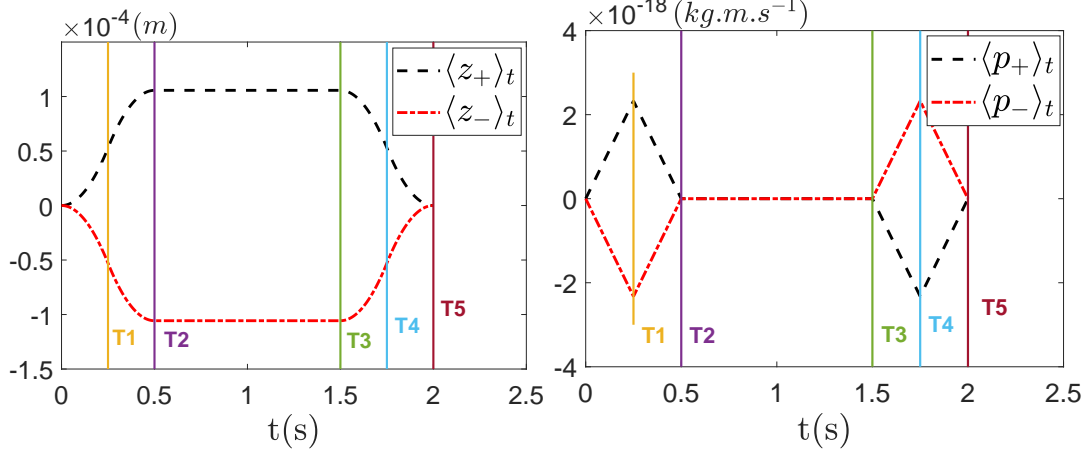 ×10⁻⁴ (m)
⟨z₊⟩ₜ
⟨z₋⟩ₜ
1
0.5
0
-0.5
-1
-1.5
T1
T2
T3
T4
T5
0 0.5 1 1.5 2 2.5
t(s)
×10⁻¹⁸ (kg.m.s⁻¹)
4
⟨p₊⟩ₜ
⟨p₋⟩ₜ
2
0
-2
-4
T1
T2
T3
T4
T5
0 0.5 1 1.5 2 2.5
t(s)